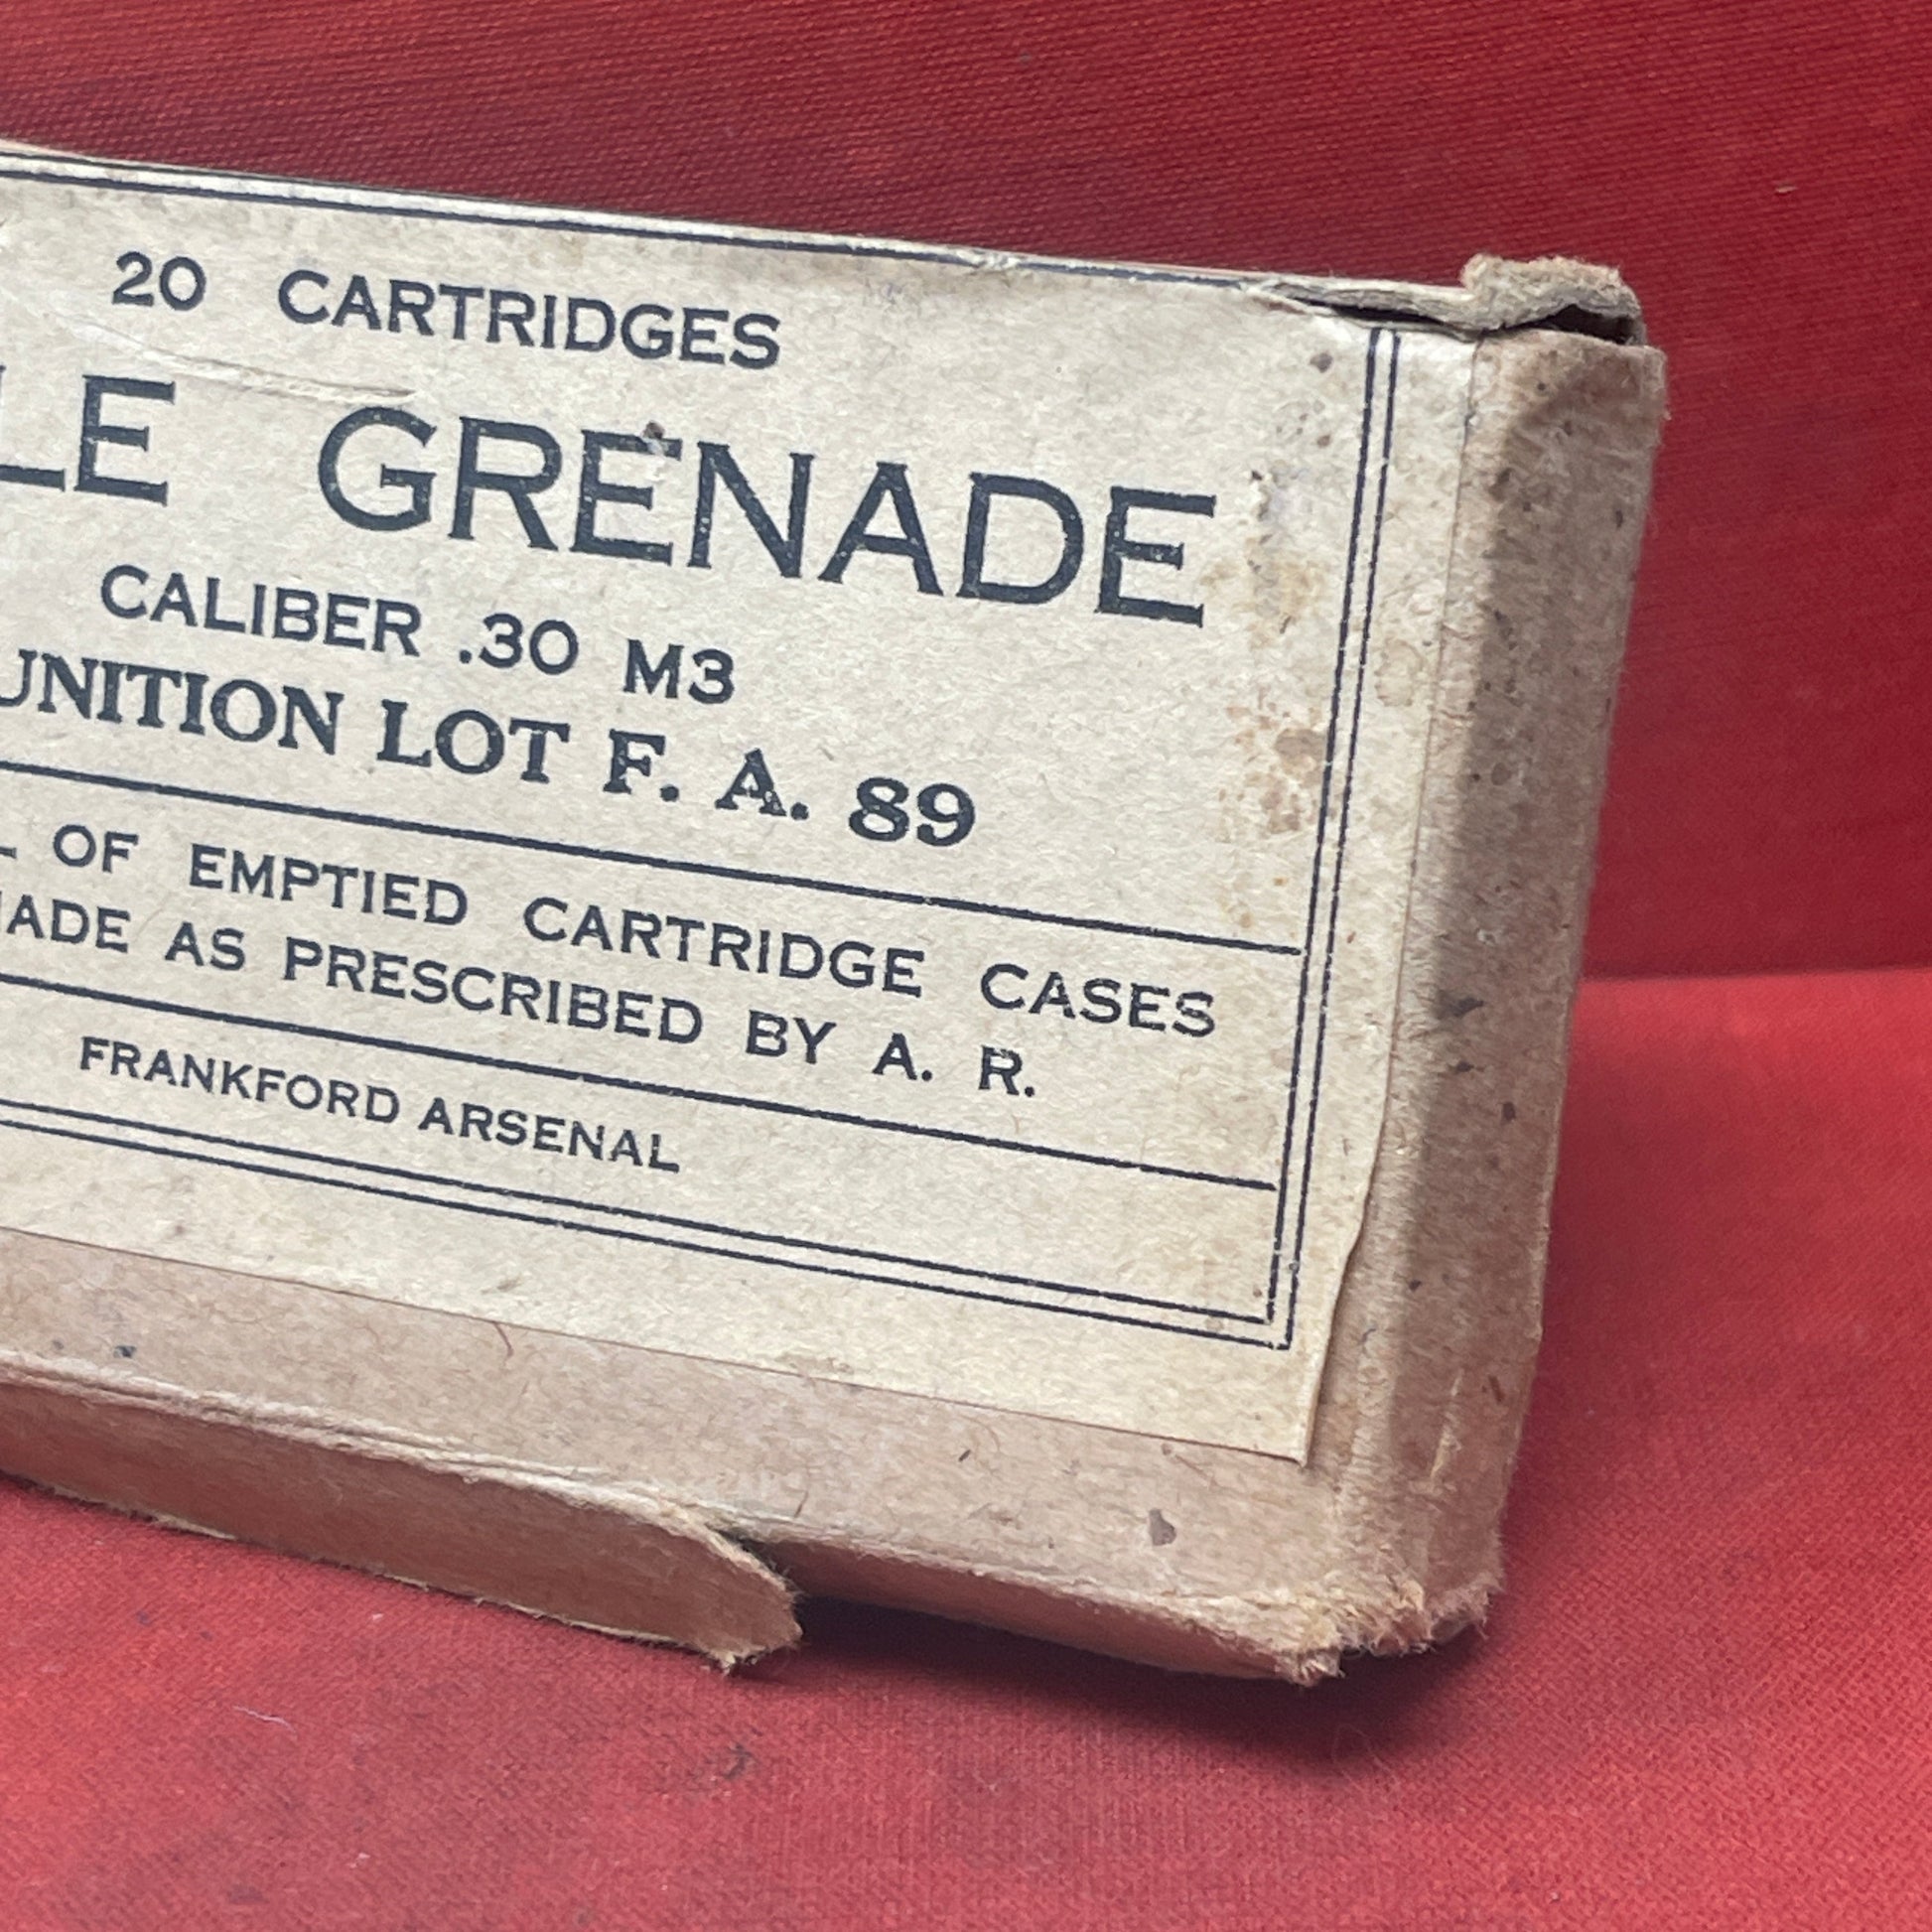 20 CARTRIDGES
LE GRENADE
CALIBER .30 M3
UNITION LOT F. A. 89
L OF EMPTIED CARTRIDGE CASES
ADE AS PRESCRIBED BY A. R.
FRANKFORD ARSENAL